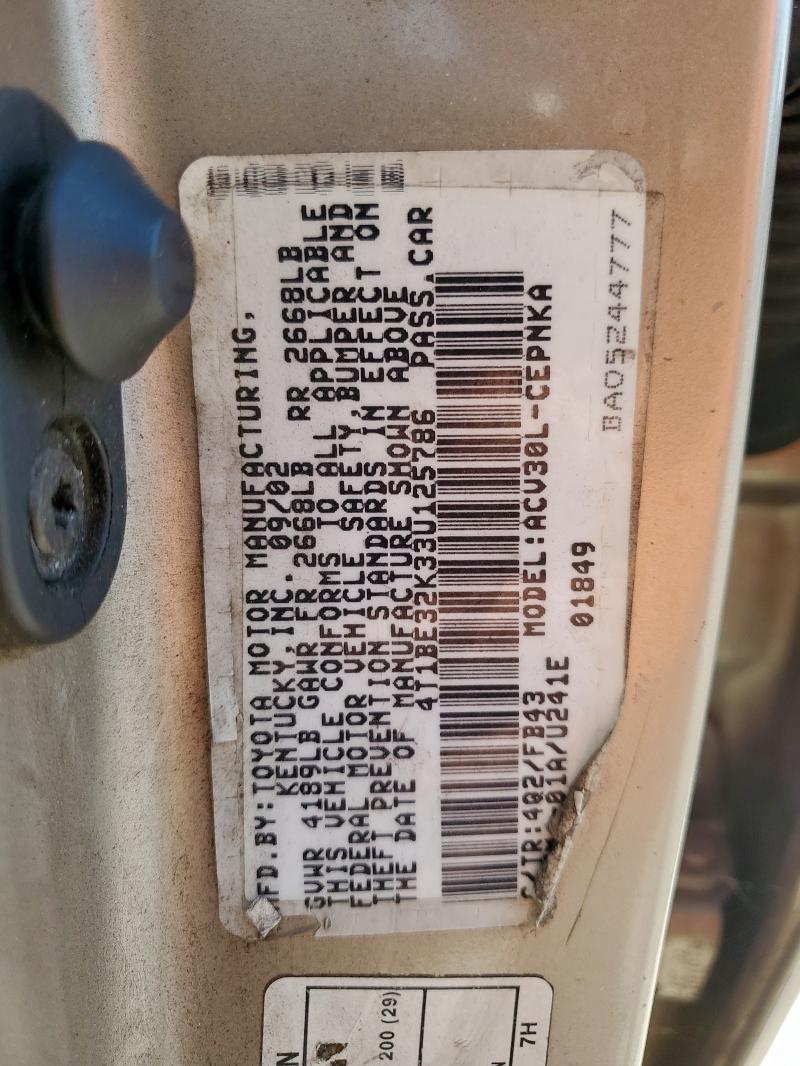 MFD.BY:TOYOTA MOTOR MANUFACTURING,
KENTUCKY,INC. 09/02
GVWR 4189LB GAWR FR 2668LB RR 2668LB
THIS VEHICLE CONFORMS TO ALL APPLICABLE
FEDERAL MOTOR VEHICLE SAFETY,BUMPER AND
THEFT PREVENTION STANDARDS IN EFFECT ON
THE DATE OF MANUFACTURE SHOWN ABOVE.
4T1BE32K33U125786 PASS.CAR
C/TR:4Q2/FB43 MODEL:ACV30L-CEPNKA
-01A/U241E 01849
BA05244777
200 (29)
7H